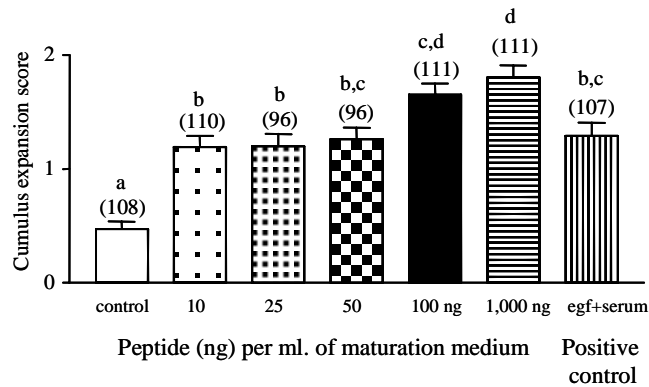 Cumulus expansion score
2
1
0
a
(108)
b
(110)
b
(96)
b,c
(96)
c,d
(111)
d
(111)
b,c
(107)
control 10 25 50 100 ng 1,000 ng egf+serum
Peptide (ng) per ml. of maturation medium Positive
control